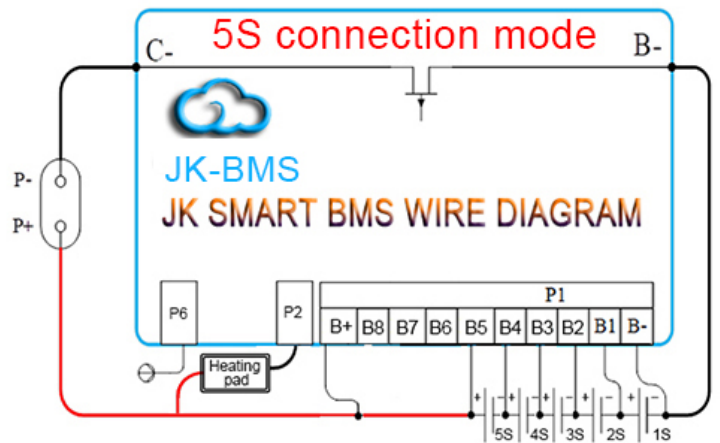 5S connection mode
C-
B-
JK-BMS
P-
P+
JK SMART BMS WIRE DIAGRAM
P6
P2
P1
B+ B8 B7 B6 B5 B4 B3 B2 B1 B-
Heating
pad
+ - + - + - + - + -
5S 4S 3S 2S 1S